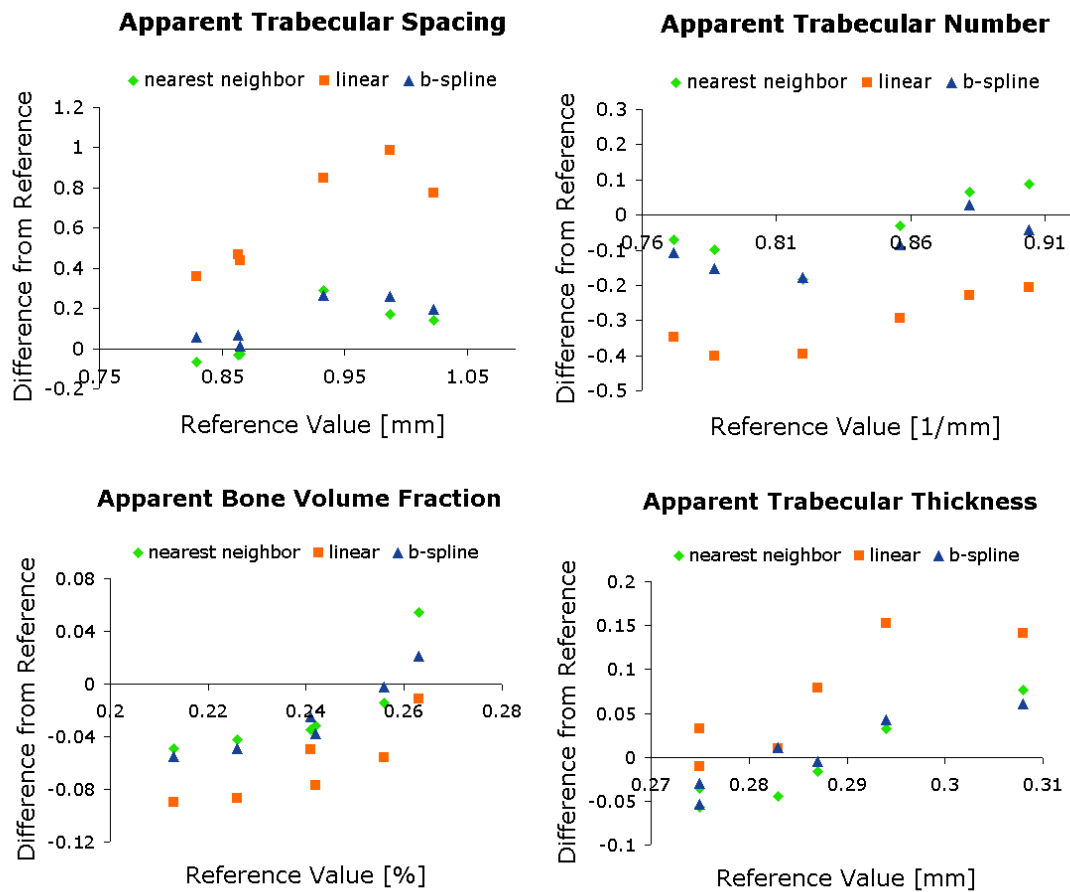 Apparent Trabecular Spacing
nearest neighbor linear b-spline
1.2
1
0.8
0.6
0.4
0.2
0
-0.2
0.75 0.85 0.95 1.05
Difference from Reference
Reference Value [mm]
Apparent Trabecular Number
nearest neighbor linear b-spline
0.3
0.2
0.1
0
-0.1
-0.2
-0.3
-0.4
-0.5
0.76 0.81 0.86 0.91
Difference from Reference
Reference Value [1/mm]
Apparent Bone Volume Fraction
nearest neighbor linear b-spline
0.08
0.04
0
-0.04
-0.08
-0.12
0.2 0.22 0.24 0.26 0.28
Difference from Reference
Reference Value [%]
Apparent Trabecular Thickness
nearest neighbor linear b-spline
0.2
0.15
0.1
0.05
0
-0.05
-0.1
0.27 0.28 0.29 0.3 0.31
Difference from Reference
Reference Value [mm]